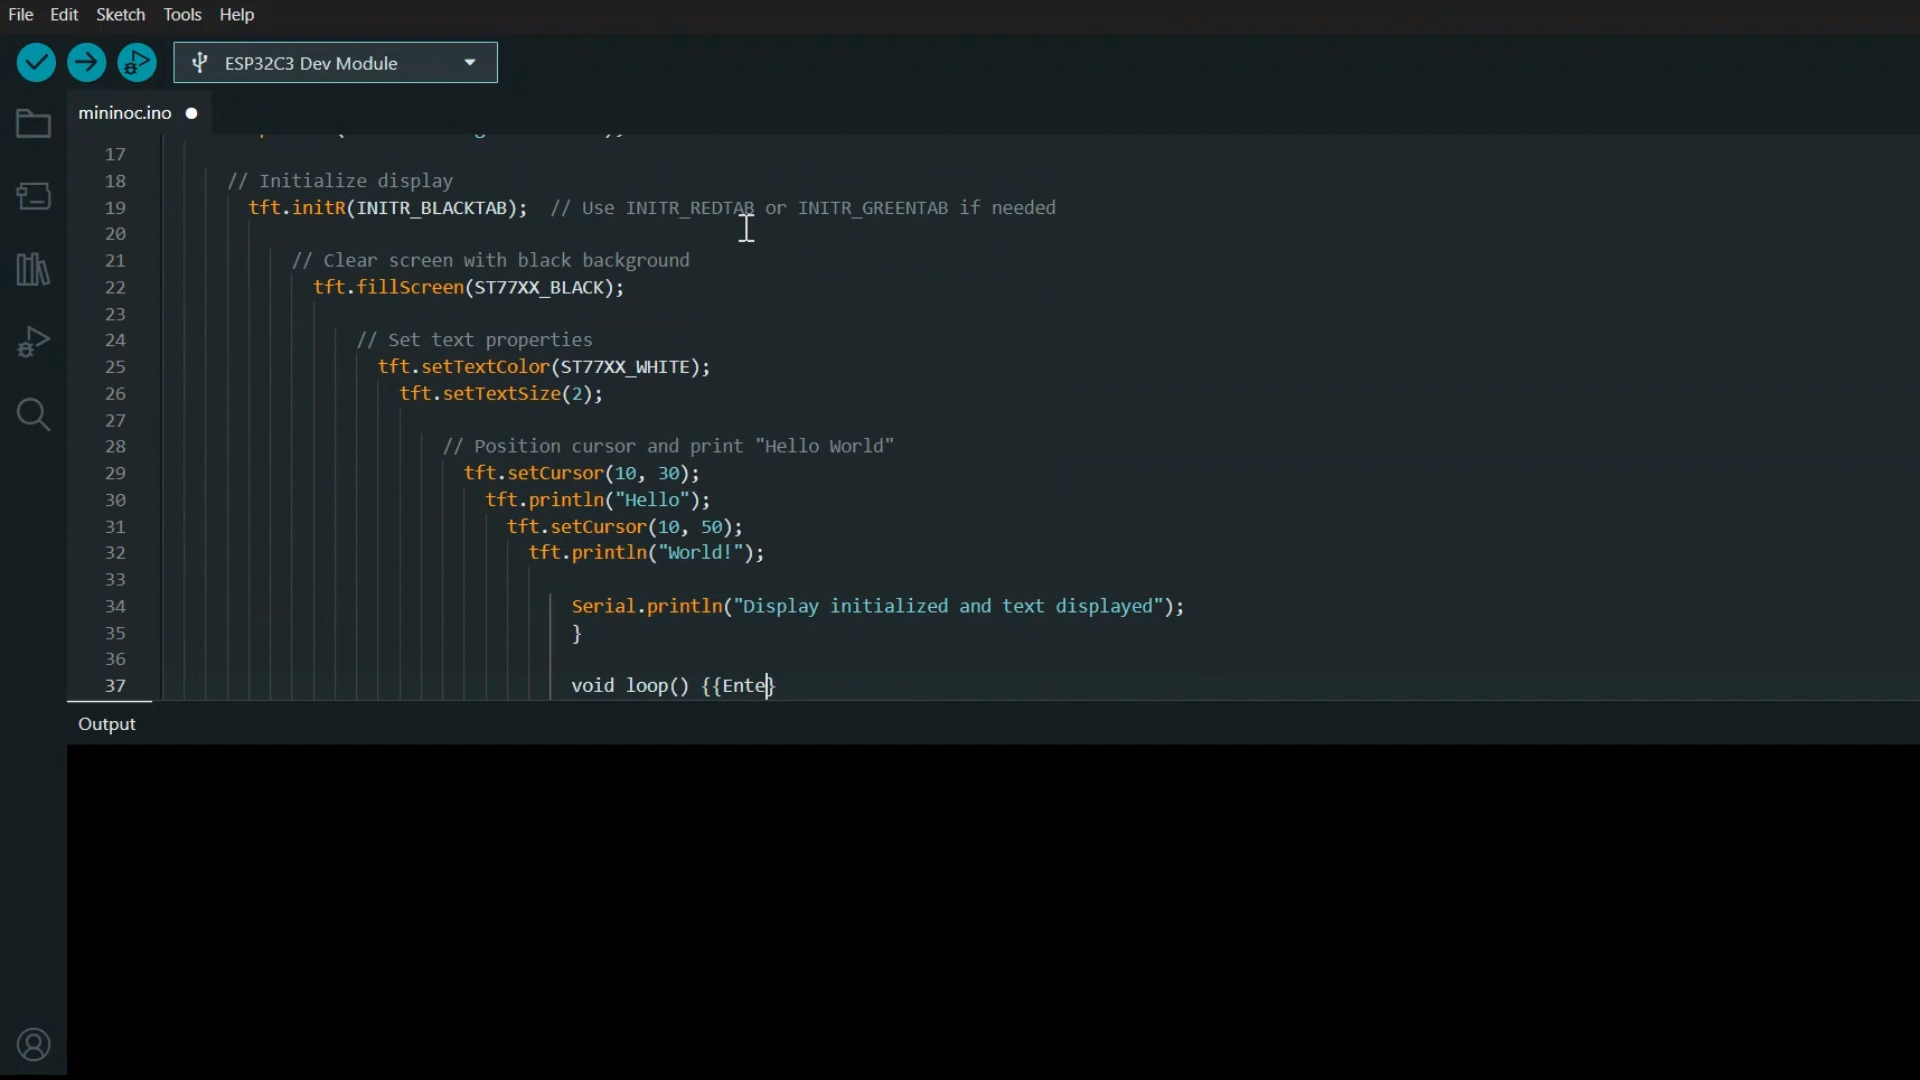 File Edit Sketch Tools Help
ESP32C3 Dev Module
mininoc.ino
17
18 // Initialize display
19 tft.initR(INITR_BLACKTAB);  // Use INITR_REDTAB or INITR_GREENTAB if needed
20
21 // Clear screen with black background
22 tft.fillScreen(ST77XX_BLACK);
23
24 // Set text properties
25 tft.setTextColor(ST77XX_WHITE);
26 tft.setTextSize(2);
27
28 // Position cursor and print "Hello World"
29 tft.setCursor(10, 30);
30 tft.println("Hello");
31 tft.setCursor(10, 50);
32 tft.println("World!");
33
34 Serial.println("Display initialized and text displayed");
35 }
36
37 void loop() {{Ente}
Output